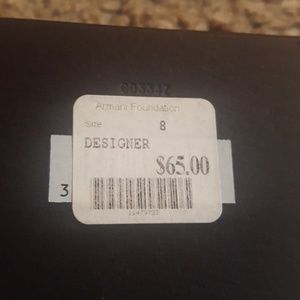 Armani Foundation
Size 8
DESIGNER
$65.00
3